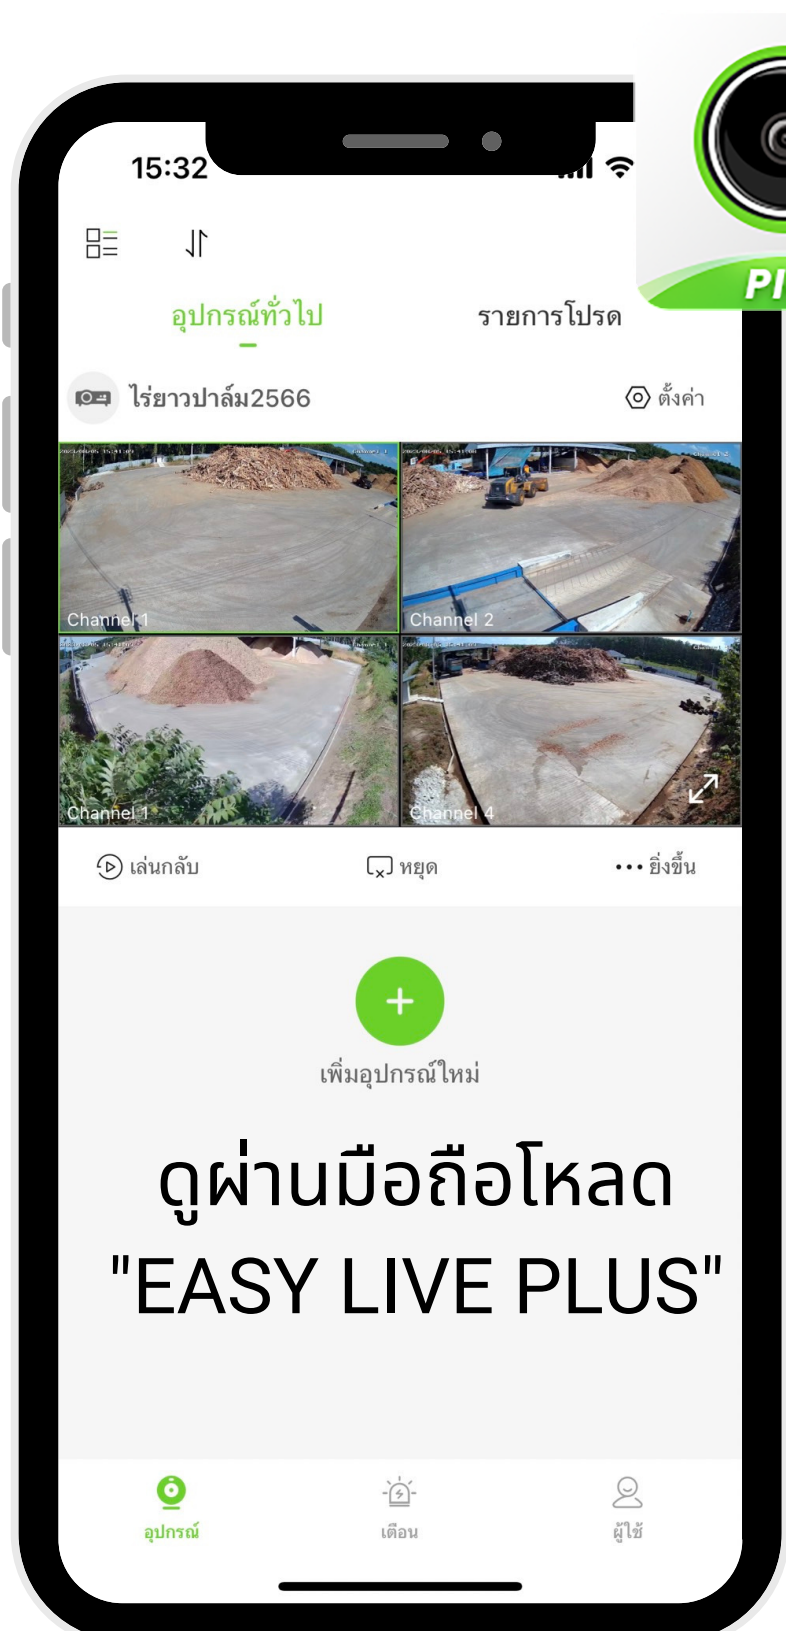 15:32
อุปกรณ์ทั่วไป
รายการโปรด
ไร่ยาวปาล์ม2566
ตั้งค่า
Channel 1
Channel 2
Channel 1
Channel 4
เล่นกลับ
หยุด
ยิ่งขึ้น
เพิ่มอุปกรณ์ใหม่
ดูผ่านมือถือโหลด
"EASY LIVE PLUS"
อุปกรณ์
เตือน
ผู้ใช้